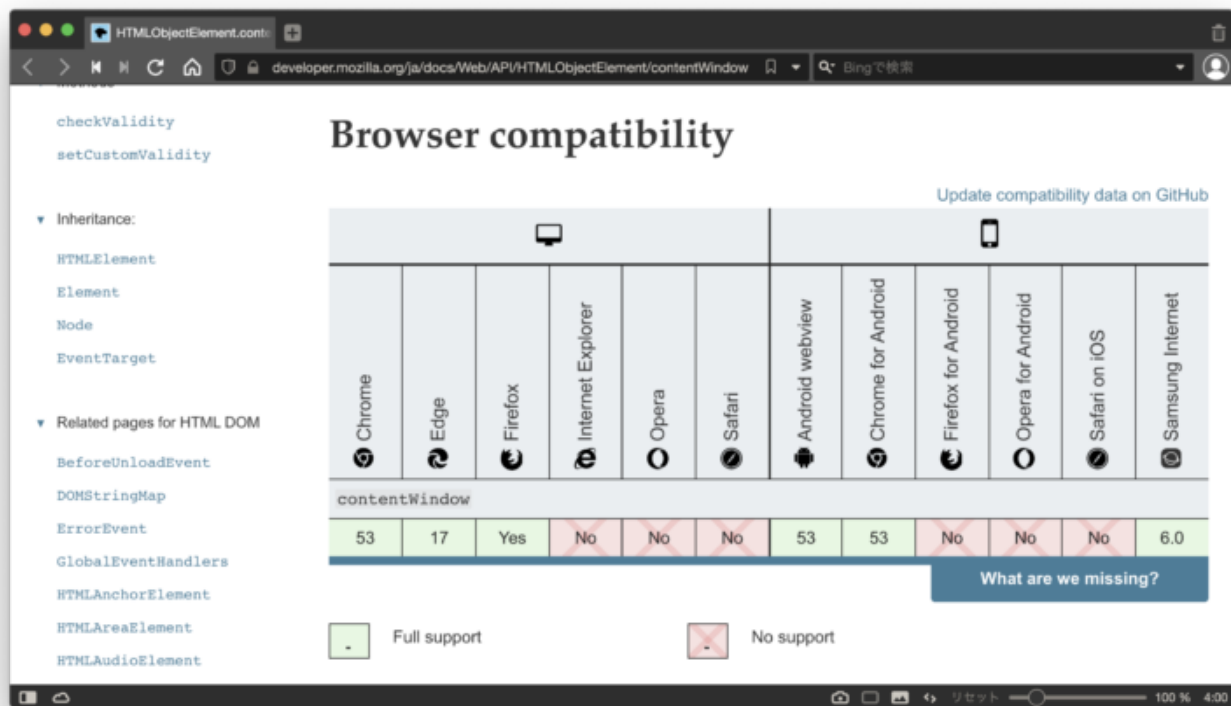 HTMLObjectElement.conte
developer.mozilla.org/ja/docs/Web/API/HTMLObjectElement/contentWindow
Bingで検索
Methods
checkValidity
setCustomValidity
Inheritance:
HTMLElement
Element
Node
EventTarget
Related pages for HTML DOM
BeforeUnloadEvent
DOMStringMap
ErrorEvent
GlobalEventHandlers
HTMLAnchorElement
HTMLAreaElement
HTMLAudioElement
Browser compatibility
Update compatibility data on GitHub
Chrome
Edge
Firefox
Internet Explorer
Opera
Safari
Android webview
Chrome for Android
Firefox for Android
Opera for Android
Safari on iOS
Samsung Internet
contentWindow
53 17 Yes No No No 53 53 No No No 6.0
What are we missing?
- Full support
- No support
リセット 100 % 4:00